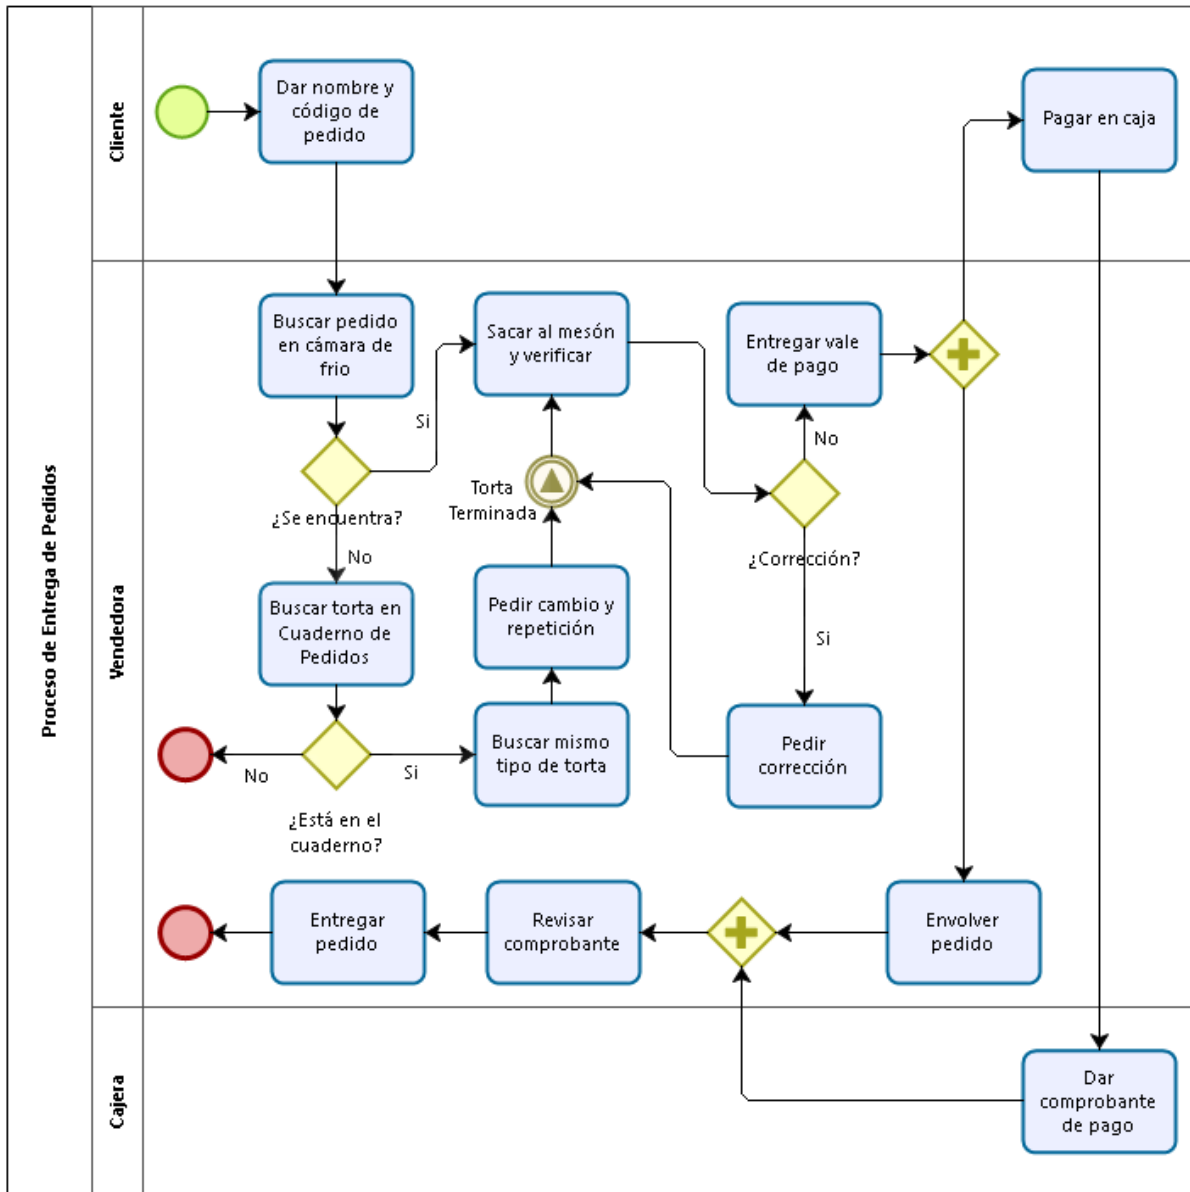 Proceso de Entrega de Pedidos
Cliente
Dar nombre y
código de
pedido
Pagar en caja
Vendedora
Buscar pedido
en cámara de
frio
Sacar al mesón
y verificar
Entregar vale
de pago
Si
No
¿Se encuentra?
Torta
Terminada
¿Corrección?
No
Buscar torta en
Cuaderno de
Pedidos
Pedir cambio y
repetición
Si
Buscar mismo
tipo de torta
Pedir
corrección
No
Si
¿Está en el
cuaderno?
Entregar
pedido
Revisar
comprobante
Envolver
pedido
Cajera
Dar
comprobante
de pago